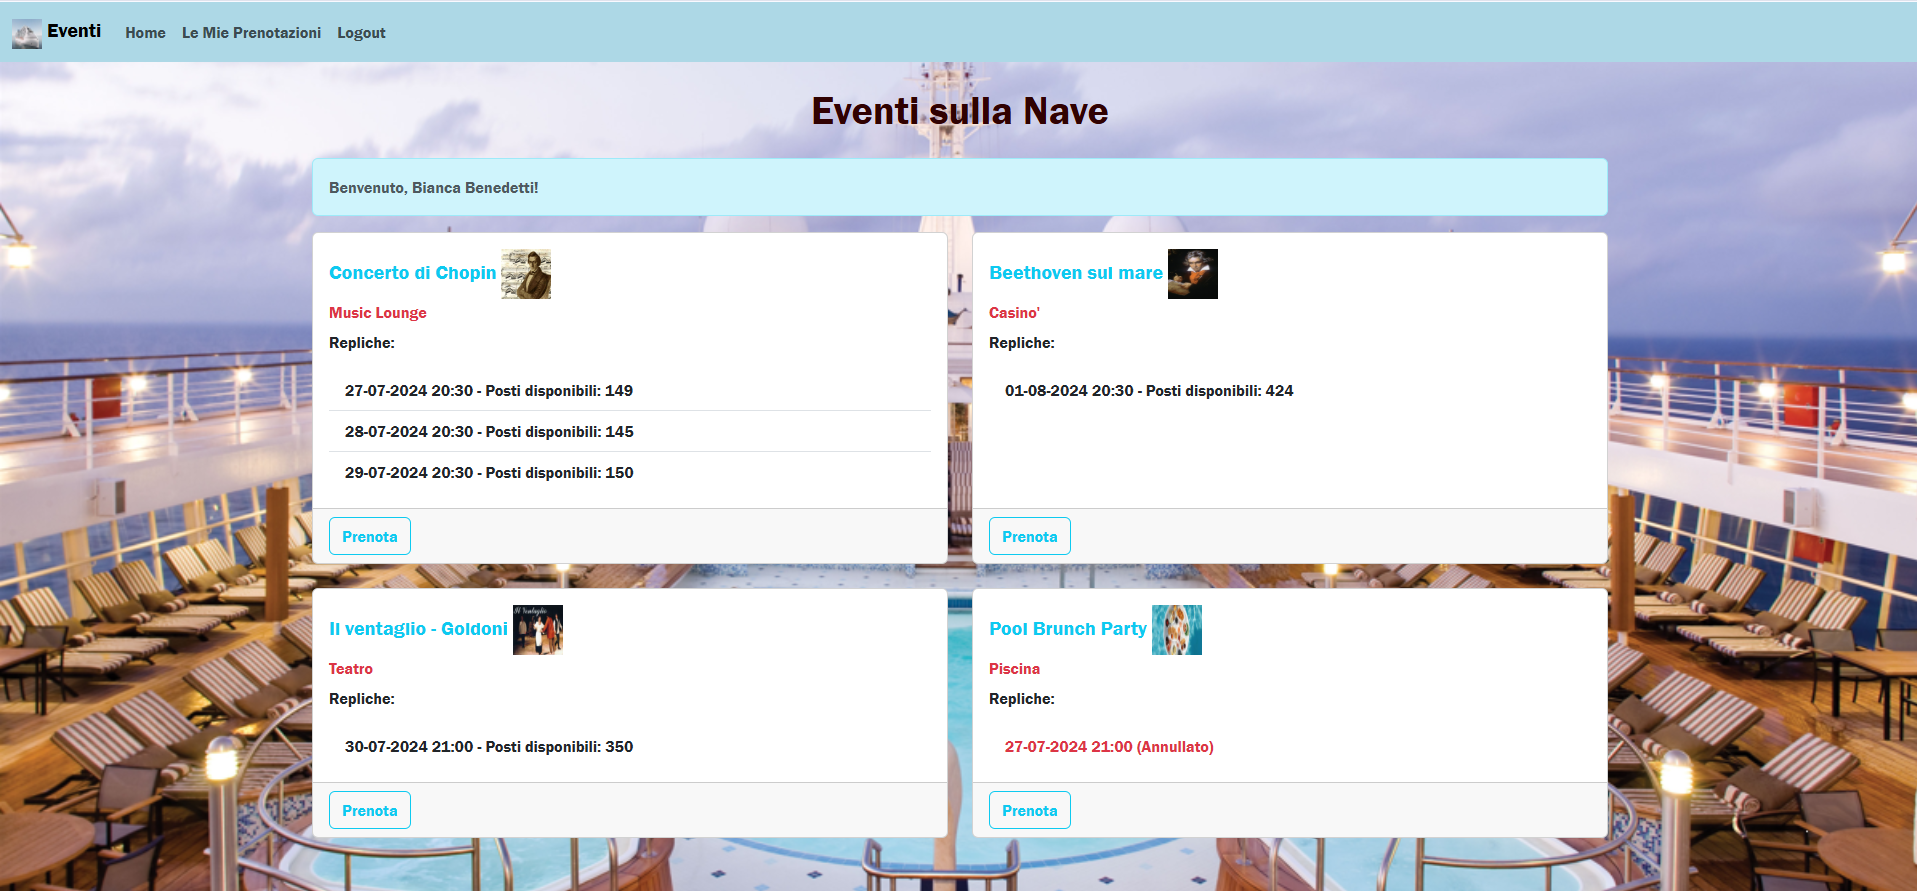 Eventi Home Le Mie Prenotazioni Logout
Eventi sulla Nave
Benvenuto, Bianca Benedetti!
Concerto di Chopin
Music Lounge
Repliche:
27-07-2024 20:30 - Posti disponibili: 149
28-07-2024 20:30 - Posti disponibili: 145
29-07-2024 20:30 - Posti disponibili: 150
Prenota
Beethoven sul mare
Casino'
Repliche:
01-08-2024 20:30 - Posti disponibili: 424
Prenota
Il ventaglio - Goldoni
Il Ventaglio
Teatro
Repliche:
30-07-2024 21:00 - Posti disponibili: 350
Prenota
Pool Brunch Party
Piscina
Repliche:
27-07-2024 21:00 (Annullato)
Prenota